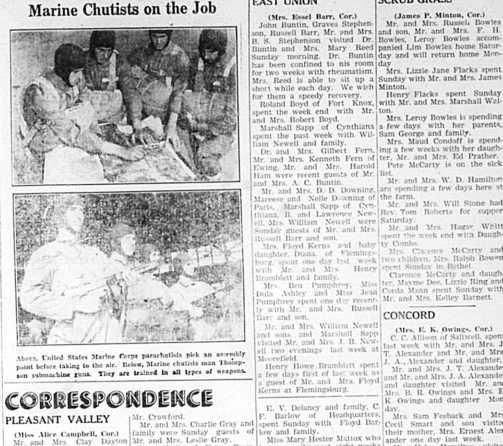 Marine Chutists on the Job
Above, United States Marine Corps parachutists pick an assembly
point before taking to the air. Below, Marine chutists man Thomp-
son submachine guns. They are trained in all types of weapons.
CORRESPONDENCE
PLEASANT VALLEY
(Miss Alice Campbell, Cor.)
Mr. and Mrs. Clay Dayton
Mr. Crawford.
Mr. and Mrs. Charlie Gray and
family were Sunday guests of
Mr. and Mrs. Leslie Gray.
EAST UNION
(Mrs. Essel Barr, Cor.)
John Buntin, Graves Stephen-
son, Russell Barr, Mr. and Mrs.
B. S. Stephenson visited Dr.
Buntin and Mrs. Mary Reed
Sunday morning. Dr. Buntin
has been confined to his room
for two weeks with rheumatism.
Mrs. Reed is able to sit up a
short while each day. We wish
for them a speedy recovery.
Roland Boyd of Fort Knox,
spent the week end with Mr.
and Mrs. Robert Boyd.
Marshall Sapp of Cynthiana
spent the past week with Wil-
liam Newell and family.
Dr. and Mrs. Gilbert Fern,
Mr. and Mrs. Kenneth Fern of
Ewing, Mr. and Mrs. Harold
Ham were recent guests of Mr.
and Mrs. A. C. Buntin.
Mr. and Mrs. D. D. Downing,
Mareese and Nelle Downing of
Paris, Marshall Sapp of Cyn-
thiana, B. and Lawrence New-
ell, Mrs. William Newell were
Sunday guests of Mr. and Mrs.
Russell Barr and son.
Mrs. Floyd Kerns and baby
daughter, Diana, of Flemings-
burg, spent one day last week
with Mr. and Mrs. Henry
Bramblett and family.
Mrs. Ben Pumphrey, Miss
Dula Ashley and Miss Jean
Pumphrey spent one day recent-
ly with Mr. and Mrs. Russell
Barr and son.
Mr. and Mrs. William Newell
and sons and Marshall Sapp
visited Mr. and Mrs. J. R. New-
ell two evenings last week at
Moorefield.
Henry Howe Bramblett spent
few days first of last week as
a guest of Mr. and Mrs. Floyd
Kerns at Flemingsburg.
E. V. Delaney and family, C.
F. Barlow of Headquarters,
spent Sunday with Floyd Bar-
low and family.
Miss Mary Hester Mattox who
SCRUB GRASS
(James P. Minton, Cor.)
Mr. and Mrs. Russell Bowles
and son, Mr. and Mrs. F. H.
Bowles, Leroy Bowles accom-
panied Lim Bowles home Satur-
day and will return home Mon-
day
Mrs. Lizzie Jane Flacks spent
Sunday with Mr. and Mrs. James
Minton.
Henry Flacks spent Sunday
with Mr. and Mrs. Marshall Wal-
ton.
Mrs. Leroy Bowles is spending
a few days with her parents,
Sam George and family.
Mrs. Maud Condoff is spend-
ing a few weeks with her daugh-
ter, Mr. and Mrs. Ed Prather.
Pete McCarty is on the sick
list.
Mr. and Mrs. W. D. Hamilton
are spending a few days here on
the farm.
Mr. and Mrs. Will Stone had
Rev. Tom Roberts for supper
Saturday.
Mr. and Mrs. Hagar Whitt
spent the week end with Daugh-
ty Combs.
Mrs. Clarence McCarty and
two children, Mrs. Ralph Bowen
spent Sunday in Bethel.
Clarence McCarty and daugh-
ter, Mayme Dee, Lizzie Ring and
Corda Mann spent Sunday with
Mr. and Mrs. Kelley Barnett.
CONCORD
(Mrs. E. K. Owings, Cor.)
C. C. Allison of Saltwell, spent
last week with Mr. and Mrs. J.
T. Alexander and Mr. and Mrs.
J. A. Alexander and daughter.
Mr. and Mrs. J. T. Alexander
and Mr. and Mrs. J. A. Alexander
and daughter visited Mr. and
Mrs. B. B. Owings and Mrs. E.
K. Owings and daughter Mon-
day.
Mrs. Sam Feeback and Mrs.
Cecil Smart and son visited
their mother, Mrs. Ernest Alex-
ander one day last week.